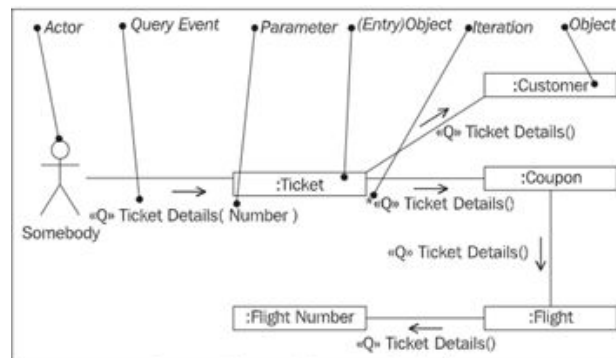 Actor Query Event Parameter (Entry)Object Iteration Object
:Customer
«Q» Ticket Details()
:Ticket
:Coupon
«Q» Ticket Details( Number )
*«Q» Ticket Details()
Somebody
«Q» Ticket Details()
:Flight Number
:Flight
«Q» Ticket Details()